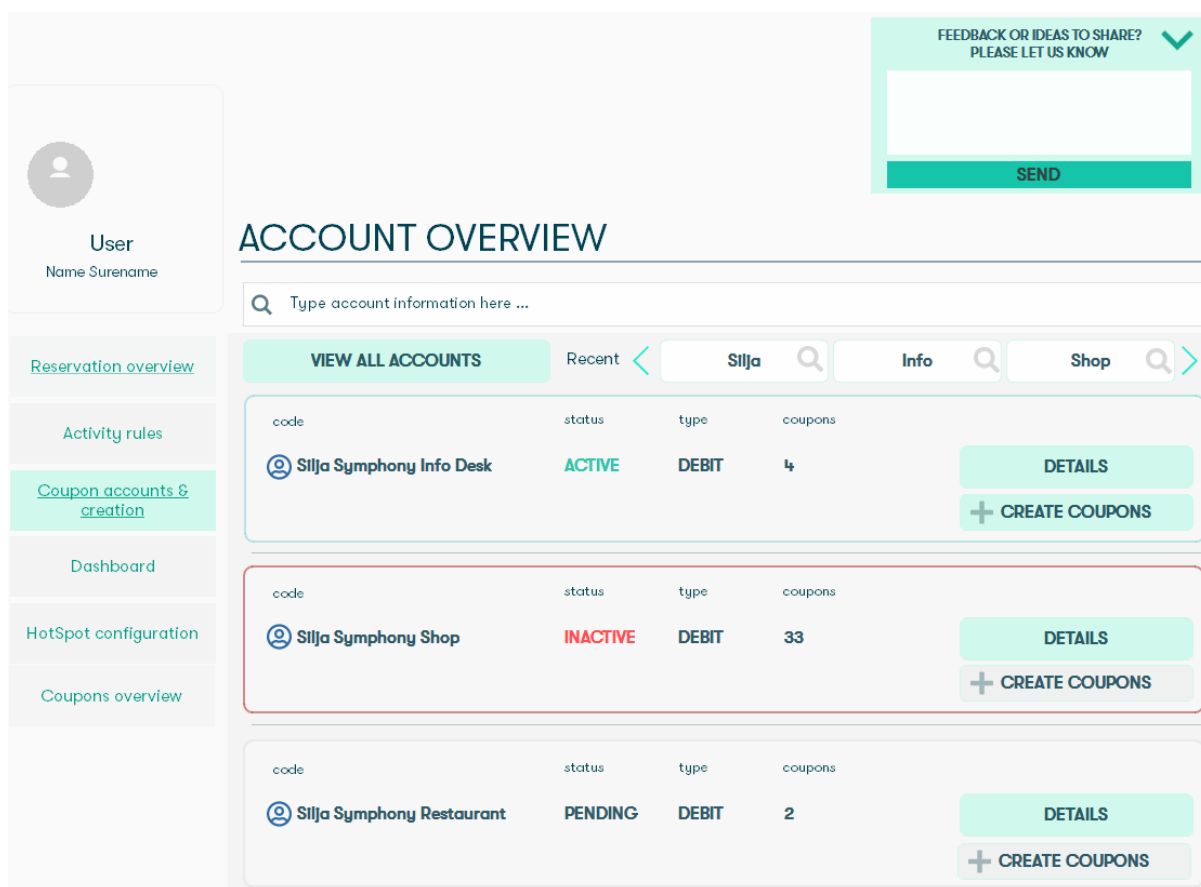 FEEDBACK OR IDEAS TO SHARE?
PLEASE LET US KNOW
SEND
User
Name Surename
ACCOUNT OVERVIEW
Type account information here ...
Reservation overview
Activity rules
Coupon accounts &
creation
Dashboard
HotSpot configuration
Coupons overview
VIEW ALL ACCOUNTS
Recent
Silja
Info
Shop
code status type coupons
Silja Symphony Info Desk ACTIVE DEBIT 4
DETAILS
CREATE COUPONS
code status type coupons
Silja Symphony Shop INACTIVE DEBIT 33
DETAILS
CREATE COUPONS
code status type coupons
Silja Symphony Restaurant PENDING DEBIT 2
DETAILS
CREATE COUPONS